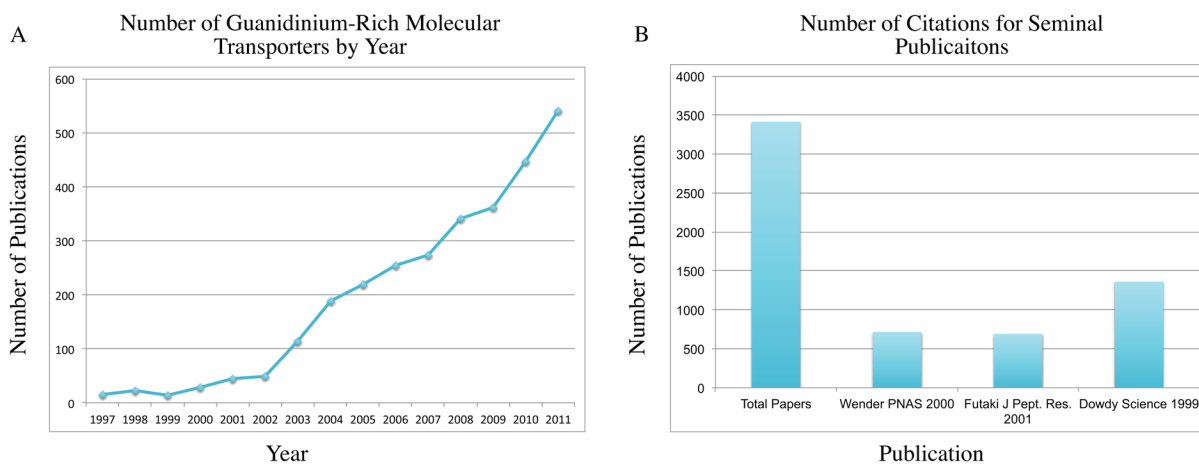 A
Number of Guanidinium-Rich Molecular
Transporters by Year
Number of Publications
600
500
400
300
200
100
0
1997 1998 1999 2000 2001 2002 2003 2004 2005 2006 2007 2008 2009 2010 2011
Year
B
Number of Citations for Seminal
Publicaitons
Number of Publications
4000
3500
3000
2500
2000
1500
1000
500
0
Total Papers Wender PNAS 2000 Futaki J Pept. Res. Dowdy Science 1999
2001
Publication